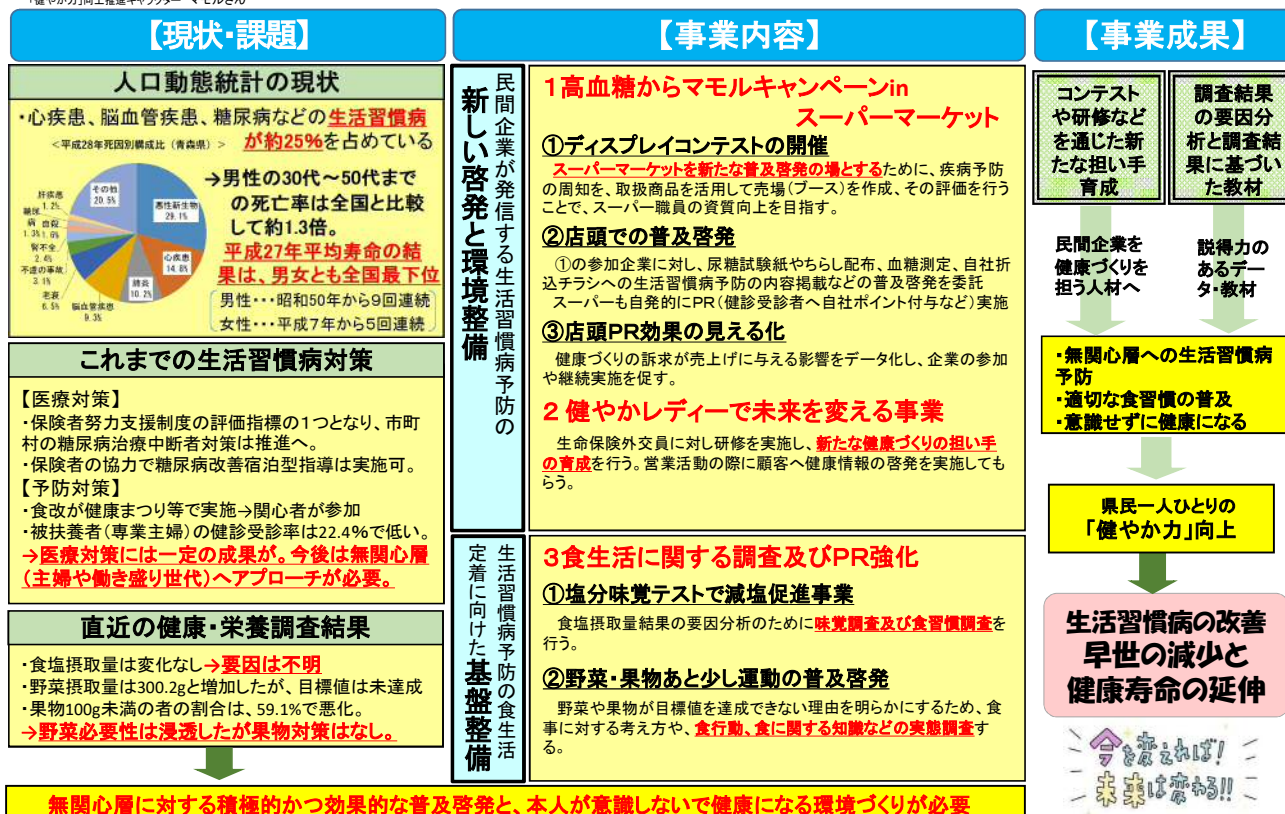 「健やか力」向上推進キャラクター マモルさん
【現状・課題】
人口動態統計の現状
・心疾患、脳血管疾患、糖尿病などの生活習慣病
が約25%を占めている
＜平成28年死因別構成比（青森県）＞
悪性新生物
29.1%
心疾患
14.8%
肺炎
10.2%
脳血管疾患
9.3%
老衰
6.5%
不慮の事故
3.1%
腎不全
2.4%
自殺
1.6%
糖尿
病
1.3%
肝疾患
1.2%
その他
20.5%
→男性の30代～50代まで
の死亡率は全国と比較
して約1.3倍。
平成27年平均寿命の結
果は、男女とも全国最下位
男性・・・昭和50年から9回連続
女性・・・平成7年から5回連続
これまでの生活習慣病対策
【医療対策】
・保険者努力支援制度の評価指標の1つとなり、市町
村の糖尿病治療中断者対策は推進へ。
・保険者の協力で糖尿病改善宿泊型指導は実施可。
【予防対策】
・食改が健康まつり等で実施→関心者が参加
・被扶養者（専業主婦）の健診受診率は22.4%で低い。
→医療対策には一定の成果が。今後は無関心層
（主婦や働き盛り世代）へアプローチが必要。
直近の健康・栄養調査結果
・食塩摂取量は変化なし→要因は不明
・野菜摂取量は300.2gと増加したが、目標値は未達成
・果物100g未満の者の割合は、59.1%で悪化。
→野菜必要性は浸透したが果物対策はなし。
【事業内容】
民間企業が発信する生活習慣病予防の
新しい啓発と環境整備
1高血糖からマモルキャンペーンin
スーパーマーケット
①ディスプレイコンテストの開催
スーパーマーケットを新たな普及啓発の場とするために、疾病予防
の周知を、取扱商品を活用して売場（ブース）を作成、その評価を行う
ことで、スーパー職員の資質向上を目指す。
②店頭での普及啓発
①の参加企業に対し、尿糖試験紙やちらし配布、血糖測定、自社折
込チラシへの生活習慣病予防の内容掲載などの普及啓発を委託
スーパーも自発的にPR（健診受診者へ自社ポイント付与など）実施
③店頭PR効果の見える化
健康づくりの訴求が売上げに与える影響をデータ化し、企業の参加
や継続実施を促す。
2 健やかレディーで未来を変える事業
生命保険外交員に対し研修を実施し、新たな健康づくりの担い手
の育成を行う。営業活動の際に顧客へ健康情報の啓発を実施しても
らう。
生活習慣病予防の食生活
定着に向けた基盤整備
3食生活に関する調査及びPR強化
①塩分味覚テストで減塩促進事業
食塩摂取量結果の要因分析のために味覚調査及び食習慣調査を
行う。
②野菜・果物あと少し運動の普及啓発
野菜や果物が目標値を達成できない理由を明らかにするため、食
事に対する考え方や、食行動、食に関する知識などの実態調査す
る。
【事業成果】
コンテスト
や研修など
を通じた新
たな担い手
育成
調査結果
の要因分
析と調査結
果に基づい
た教材
民間企業を
健康づくりを
担う人材へ
説得力の
あるデー
タ・教材
・無関心層への生活習慣病
予防
・適切な食習慣の普及
・意識せずに健康になる
県民一人ひとりの
「健やか力」向上
生活習慣病の改善
早世の減少と
健康寿命の延伸
今を変えれば！
未来は変わる!!
無関心層に対する積極的かつ効果的な普及啓発と、本人が意識しないで健康になる環境づくりが必要